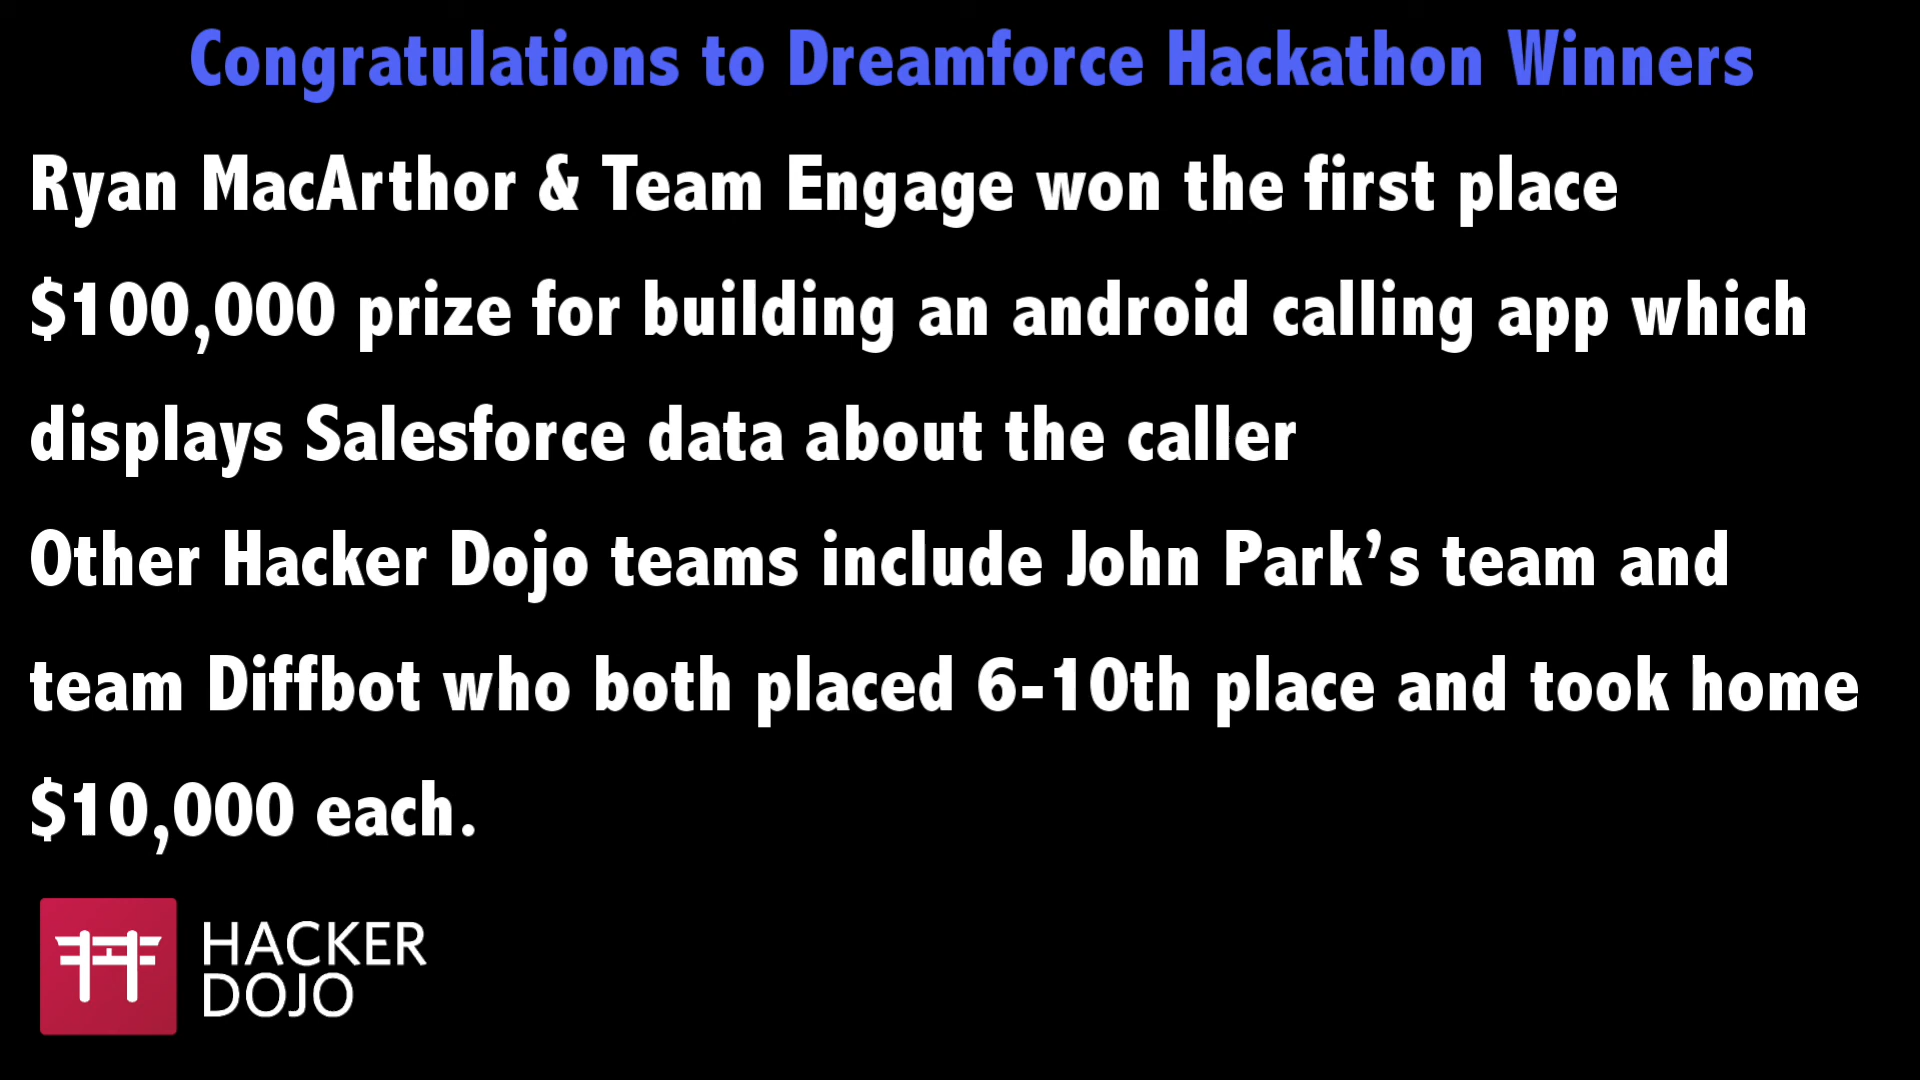 Congratulations to Dreamforce Hackathon Winners
Ryan MacArthor & Team Engage won the first place
$100,000 prize for building an android calling app which
displays Salesforce data about the caller
Other Hacker Dojo teams include John Park’s team and
team Diffbot who both placed 6-10th place and took home
$10,000 each.
HACKER
DOJO